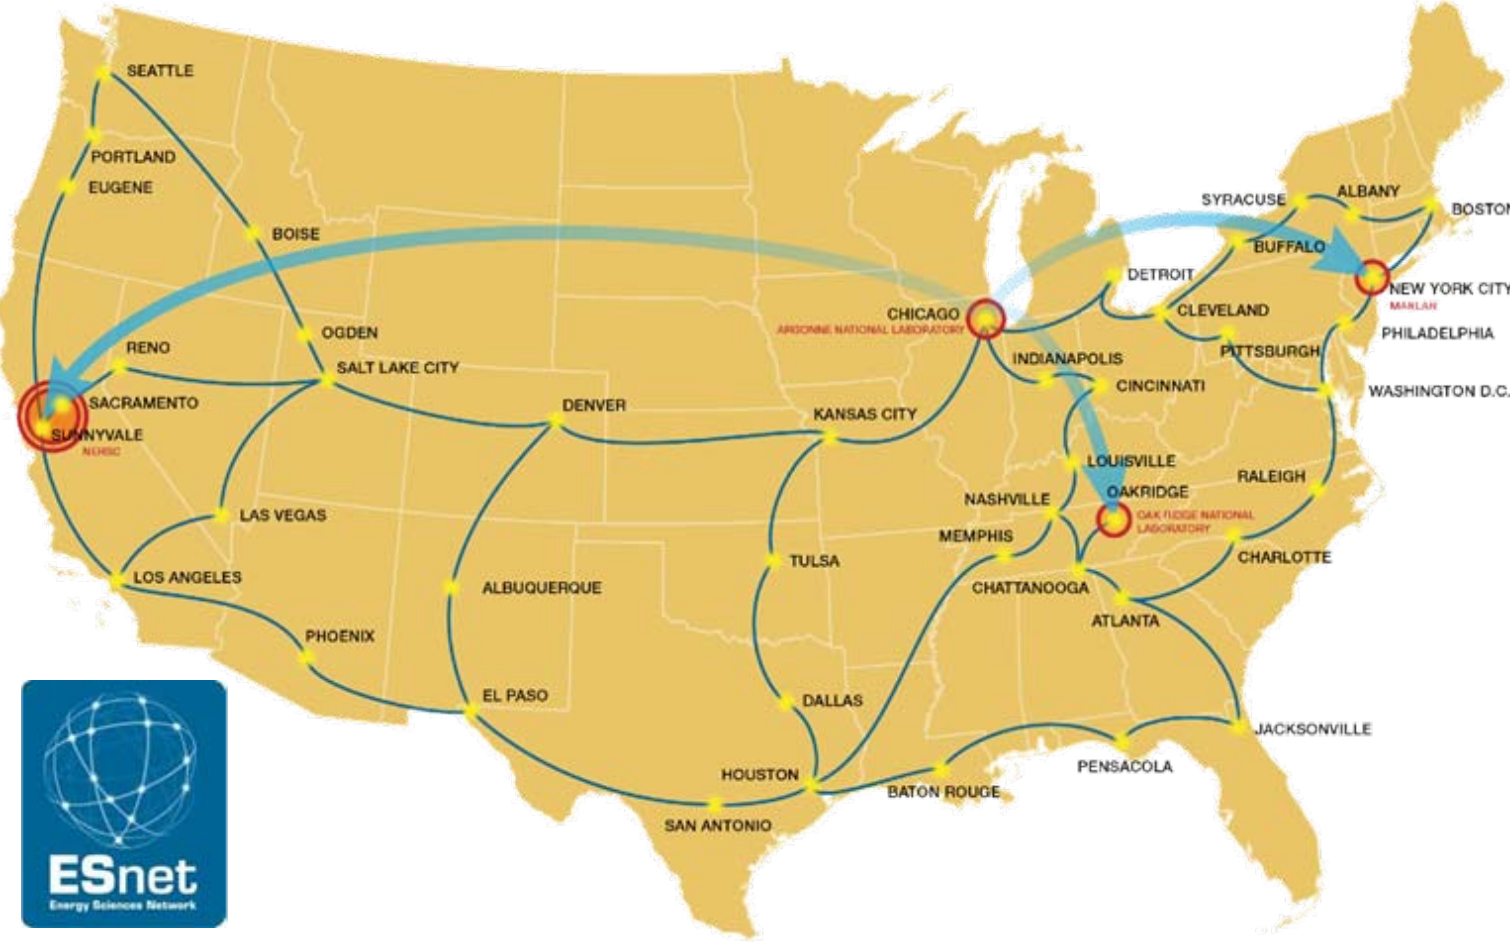 SEATTLE
PORTLAND
EUGENE
BOISE
OGDEN
RENO
SALT LAKE CITY
SACRAMENTO
SUNNYVALE
NERSC
DENVER
KANSAS CITY
LAS VEGAS
LOS ANGELES
PHOENIX
ALBUQUERQUE
EL PASO
TULSA
DALLAS
HOUSTON
SAN ANTONIO
BATON ROUGE
PENSACOLA
JACKSONVILLE
CHICAGO
ARGONNE NATIONAL LABORATORY
INDIANAPOLIS
CINCINNATI
LOUISVILLE
NASHVILLE
MEMPHIS
CHATTANOOGA
ATLANTA
OAKRIDGE
OAK RIDGE NATIONAL
LABORATORY
CHARLOTTE
RALEIGH
WASHINGTON D.C.
PITTSBURGH
CLEVELAND
DETROIT
BUFFALO
SYRACUSE
ALBANY
BOSTON
NEW YORK CITY
MANLAN
PHILADELPHIA
ESnet
Energy Sciences Network